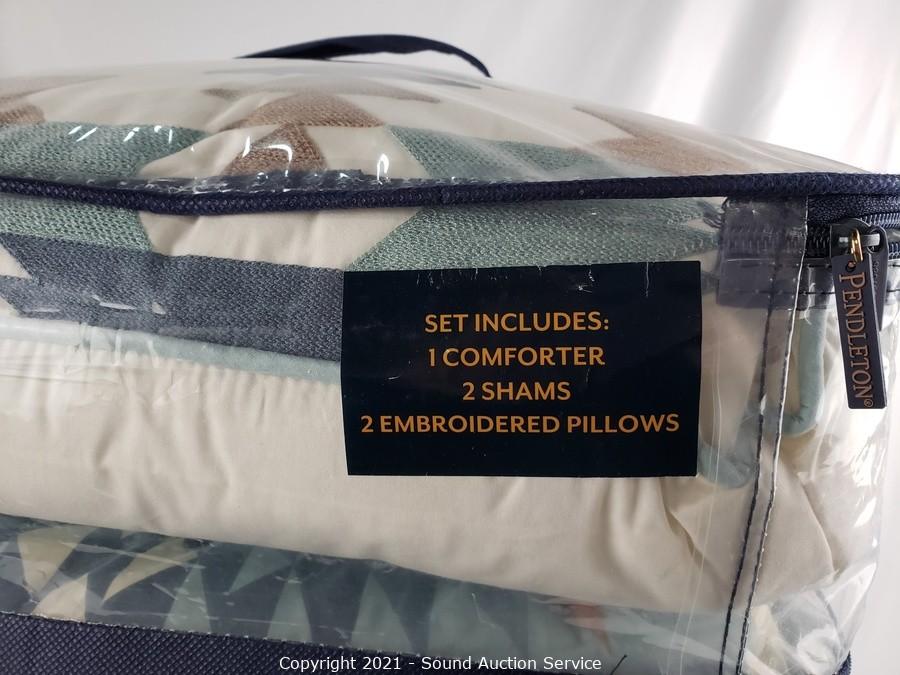 SET INCLUDES:
1 COMFORTER
2 SHAMS
2 EMBROIDERED PILLOWS
PENDLETON®
Copyright 2021 - Sound Auction Service